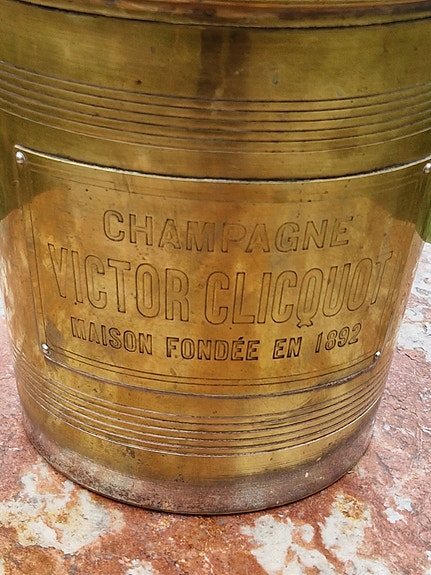 CHAMPAGNE
VICTOR CLICQUOT
MAISON FONDÉE EN 1892